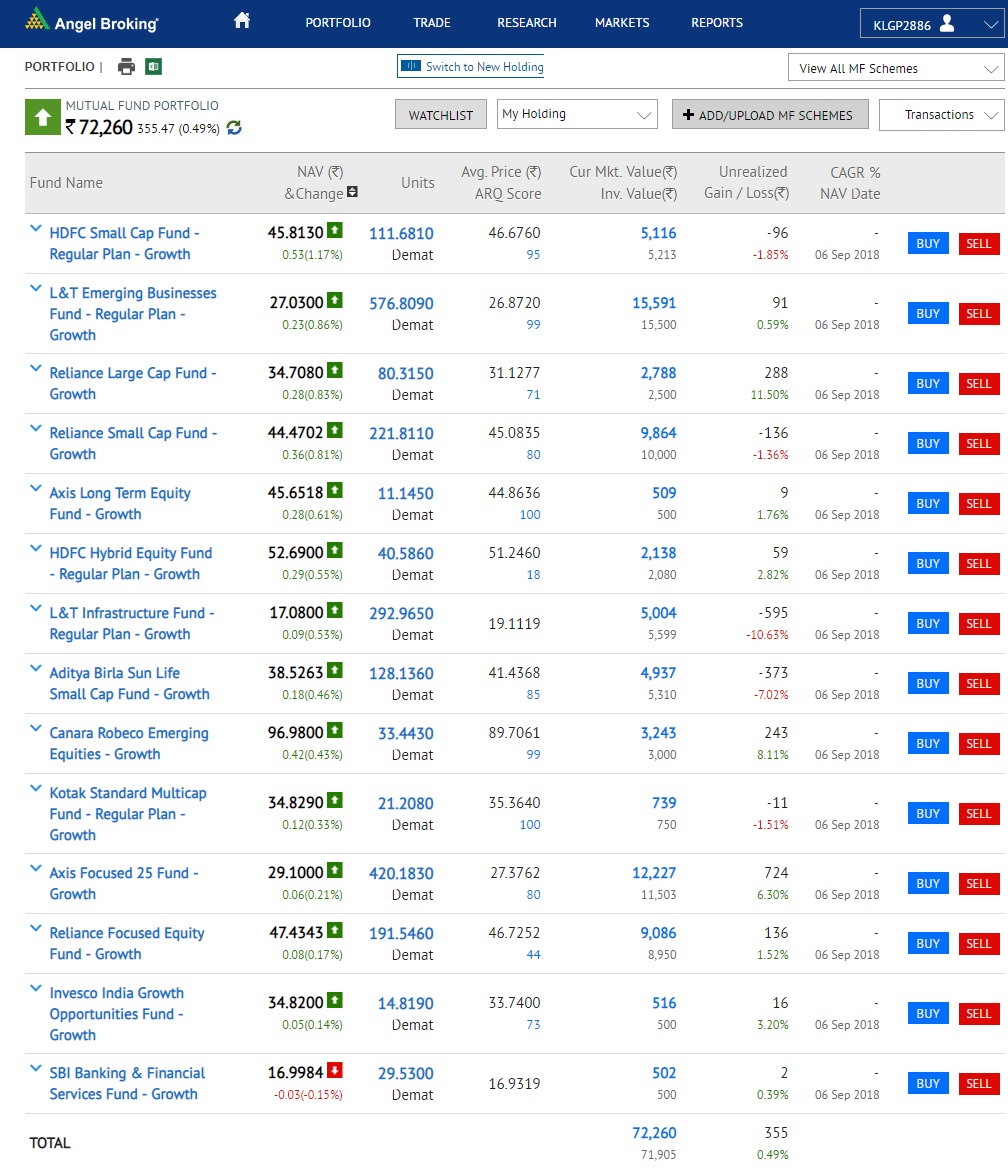 Angel Broking
PORTFOLIO TRADE RESEARCH MARKETS REPORTS KLGP2886
PORTFOLIO | Switch to New Holding View All MF Schemes
MUTUAL FUND PORTFOLIO
₹ 72,260 355.47 (0.49%) WATCHLIST My Holding + ADD/UPLOAD MF SCHEMES Transactions
Fund Name NAV (₹) &Change Units Avg. Price (₹) ARQ Score Cur Mkt. Value(₹) Inv. Value(₹) Unrealized Gain / Loss(₹) CAGR % NAV Date
HDFC Small Cap Fund - 45.8130 111.6810 46.6760 5,116 -96 -
Regular Plan - Growth 0.53(1.17%) Demat 95 5,213 -1.85% 06 Sep 2018 BUY SELL
L&T Emerging Businesses
Fund - Regular Plan - 27.0300 576.8090 26.8720 15,591 91 -
Growth 0.23(0.86%) Demat 99 15,500 0.59% 06 Sep 2018 BUY SELL
Reliance Large Cap Fund - 34.7080 80.3150 31.1277 2,788 288 -
Growth 0.28(0.83%) Demat 71 2,500 11.50% 06 Sep 2018 BUY SELL
Reliance Small Cap Fund - 44.4702 221.8110 45.0835 9,864 -136 -
Growth 0.36(0.81%) Demat 80 10,000 -1.36% 06 Sep 2018 BUY SELL
Axis Long Term Equity 45.6518 11.1450 44.8636 509 9 -
Fund - Growth 0.28(0.61%) Demat 100 500 1.76% 06 Sep 2018 BUY SELL
HDFC Hybrid Equity Fund 52.6900 40.5860 51.2460 2,138 59 -
- Regular Plan - Growth 0.29(0.55%) Demat 18 2,080 2.82% 06 Sep 2018 BUY SELL
L&T Infrastructure Fund - 17.0800 292.9650 19.1119 5,004 -595 -
Regular Plan - Growth 0.09(0.53%) Demat 5,599 -10.63% 06 Sep 2018 BUY SELL
Aditya Birla Sun Life 38.5263 128.1360 41.4368 4,937 -373 -
Small Cap Fund - Growth 0.18(0.46%) Demat 85 5,310 -7.02% 06 Sep 2018 BUY SELL
Canara Robeco Emerging 96.9800 33.4430 89.7061 3,243 243 -
Equities - Growth 0.42(0.43%) Demat 99 3,000 8.11% 06 Sep 2018 BUY SELL
Kotak Standard Multicap
Fund - Regular Plan - 34.8290 21.2080 35.3640 739 -11 -
Growth 0.12(0.33%) Demat 100 750 -1.51% 06 Sep 2018 BUY SELL
Axis Focused 25 Fund - 29.1000 420.1830 27.3762 12,227 724 -
Growth 0.06(0.21%) Demat 80 11,503 6.30% 06 Sep 2018 BUY SELL
Reliance Focused Equity 47.4343 191.5460 46.7252 9,086 136 -
Fund - Growth 0.08(0.17%) Demat 44 8,950 1.52% 06 Sep 2018 BUY SELL
Invesco India Growth
Opportunities Fund - 34.8200 14.8190 33.7400 516 16 -
Growth 0.05(0.14%) Demat 73 500 3.20% 06 Sep 2018 BUY SELL
SBI Banking & Financial 16.9984 29.5300 16.9319 502 2 -
Services Fund - Growth -0.03(-0.15%) Demat 500 0.39% 06 Sep 2018 BUY SELL
TOTAL 72,260 355
71,905 0.49%